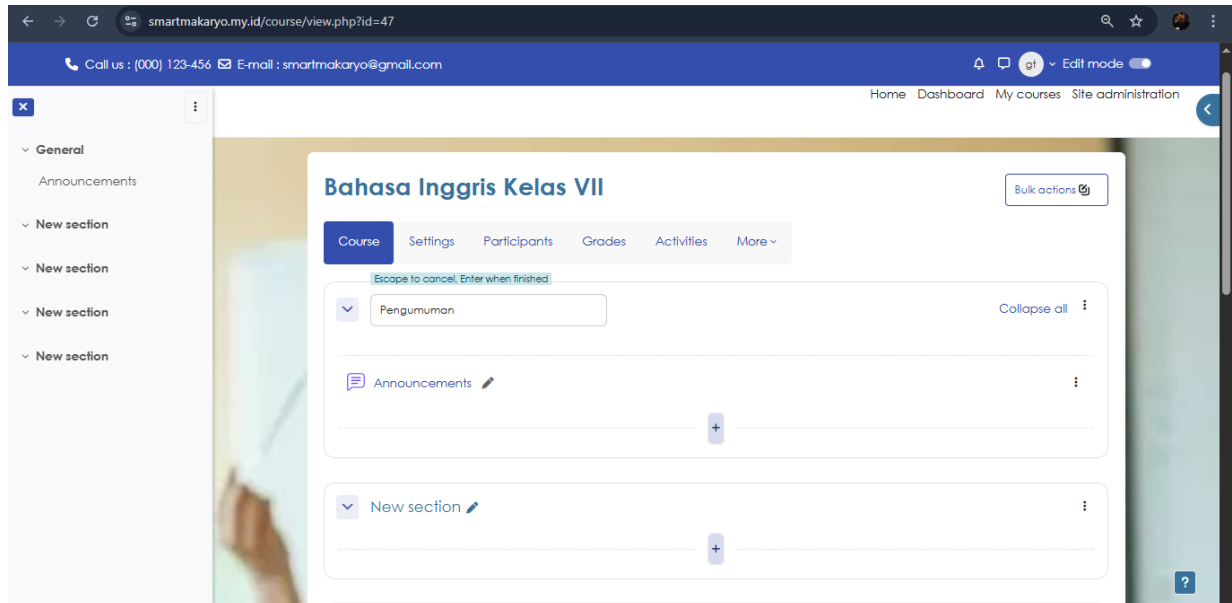 smartmakaryo.my.id/course/view.php?id=47
Call us : (000) 123-456 E-mail : smartmakaryo@gmail.com
gt Edit mode
Home Dashboard My courses Site administration
General
Announcements
New section
New section
New section
New section
Bahasa Inggris Kelas VII
Bulk actions
Course Settings Participants Grades Activities More
Escape to cancel, Enter when finished
Pengumuman
Collapse all
Announcements
+
New section
+
?